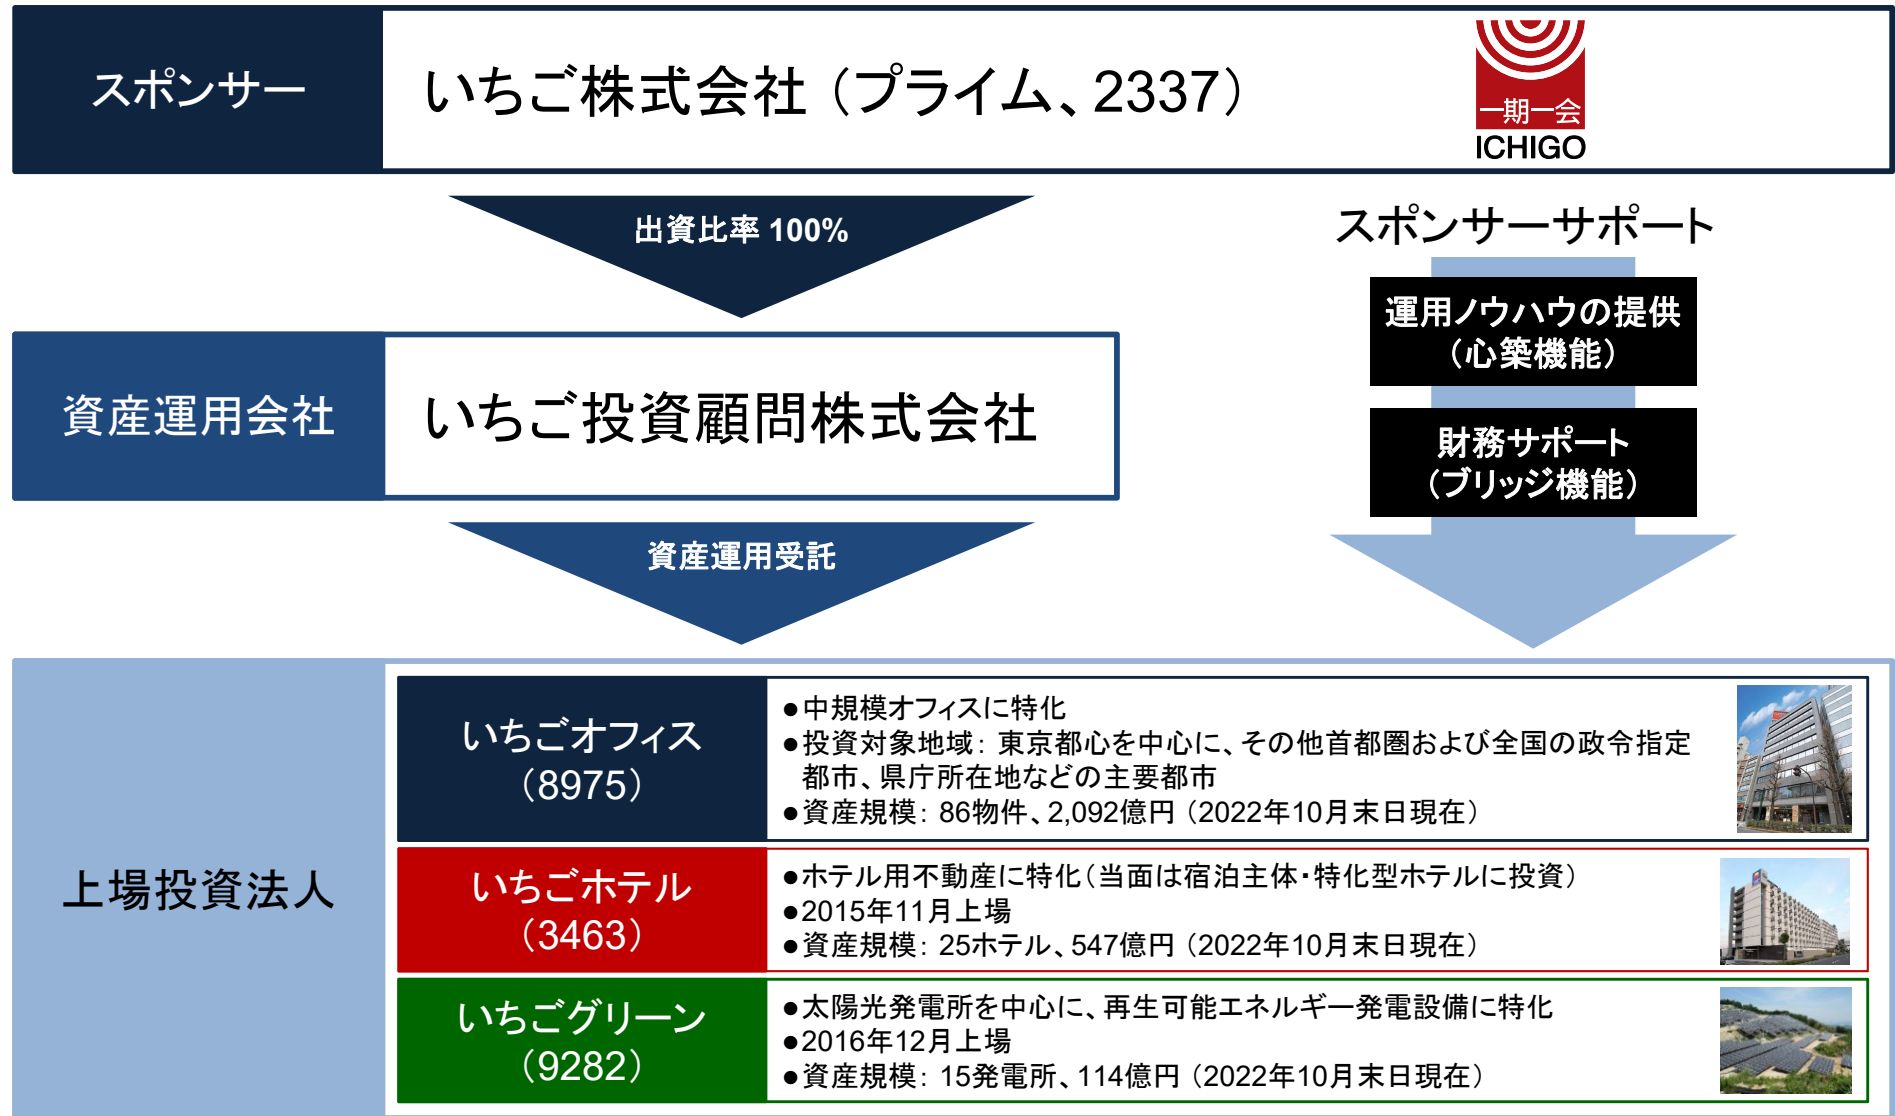 スポンサー
いちご株式会社（プライム、2337）
一期一会
ICHIGO
出資比率 100%
スポンサーサポート
運用ノウハウの提供
（心築機能）
財務サポート
（ブリッジ機能）
資産運用会社
いちご投資顧問株式会社
資産運用受託
上場投資法人
いちごオフィス
（8975）
●中規模オフィスに特化
●投資対象地域： 東京都心を中心に、その他首都圏および全国の政令指定
都市、県庁所在地などの主要都市
●資産規模： 86物件、2,092億円 （2022年10月末日現在）
いちごホテル
（3463）
●ホテル用不動産に特化（当面は宿泊主体・特化型ホテルに投資）
●2015年11月上場
●資産規模： 25ホテル、547億円 （2022年10月末日現在）
いちごグリーン
（9282）
●太陽光発電所を中心に、再生可能エネルギー発電設備に特化
●2016年12月上場
●資産規模： 15発電所、114億円 （2022年10月末日現在）